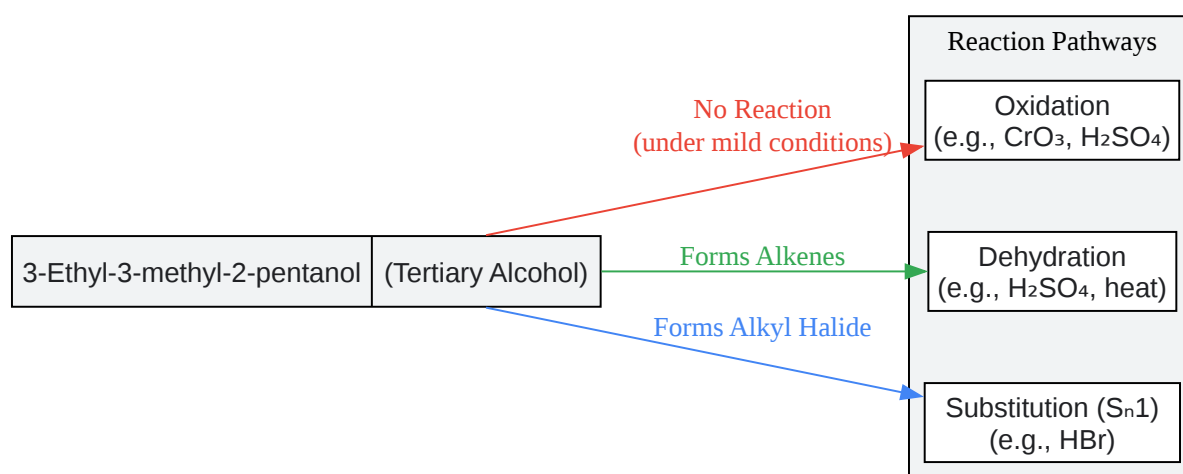 Reaction Pathways
No Reaction
(under mild conditions)
Oxidation
(e.g., CrO₃, H₂SO₄)
3-Ethyl-3-methyl-2-pentanol
(Tertiary Alcohol)
Forms Alkenes
Dehydration
(e.g., H₂SO₄, heat)
Forms Alkyl Halide
Substitution (Sₙ1)
(e.g., HBr)